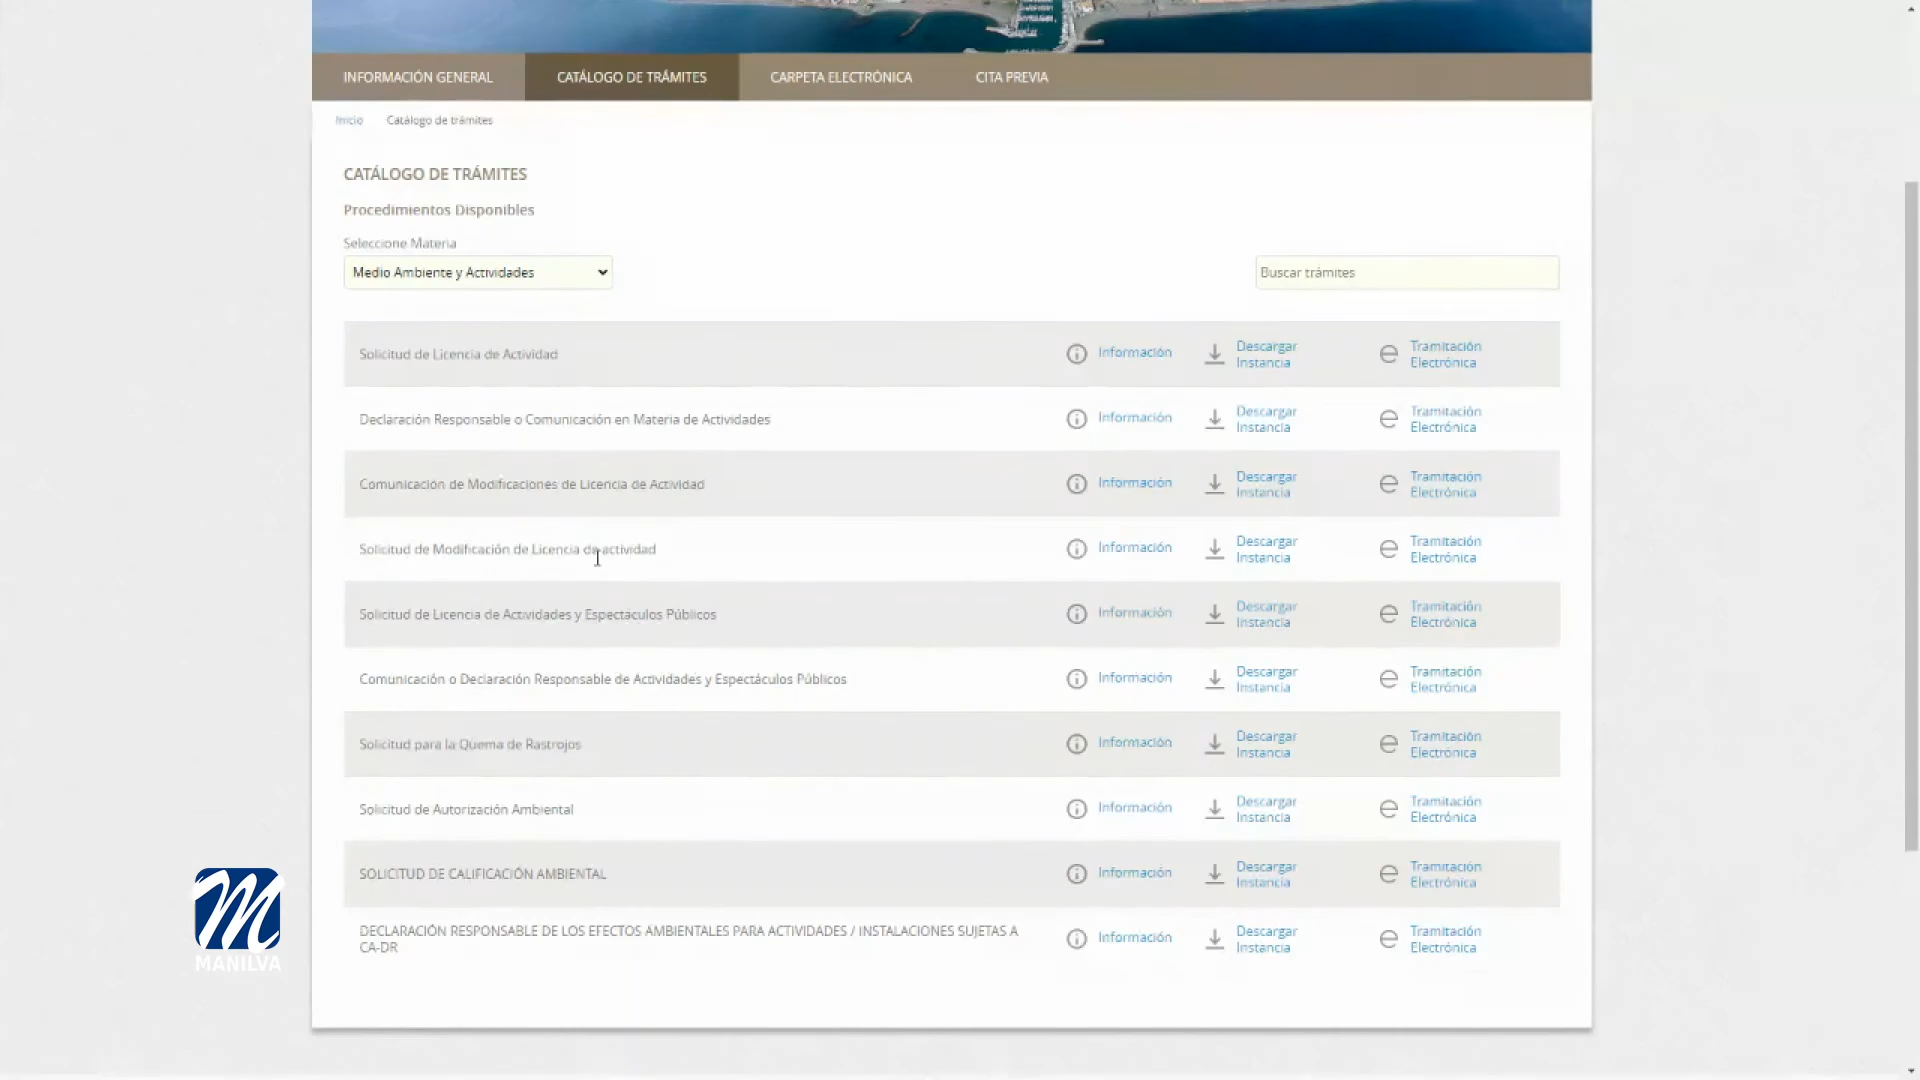 INFORMACIÓN GENERAL CATÁLOGO DE TRÁMITES CARPETA ELECTRÓNICA CITA PREVIA
Inicio Catálogo de trámites
CATÁLOGO DE TRÁMITES
Procedimientos Disponibles
Seleccione Materia
Medio Ambiente y Actividades Buscar trámites
Solicitud de Licencia de Actividad Información Descargar Instancia Tramitación Electrónica
Declaración Responsable o Comunicación en Materia de Actividades Información Descargar Instancia Tramitación Electrónica
Comunicación de Modificaciones de Licencia de Actividad Información Descargar Instancia Tramitación Electrónica
Solicitud de Modificación de Licencia de actividad Información Descargar Instancia Tramitación Electrónica
Solicitud de Licencia de Actividades y Espectaculos Públicos Información Descargar Instancia Tramitación Electrónica
Comunicación o Declaración Responsable de Actividades y Espectáculos Públicos Información Descargar Instancia Tramitación Electrónica
Solicitud para la Quema de Rastrojos Información Descargar Instancia Tramitación Electrónica
Solicitud de Autorización Ambiental Información Descargar Instancia Tramitación Electrónica
SOLICITUD DE CALIFICACIÓN AMBIENTAL Información Descargar Instancia Tramitación Electrónica
DECLARACIÓN RESPONSABLE DE LOS EFECTOS AMBIENTALES PARA ACTIVIDADES / INSTALACIONES SUJETAS A
CA-DR Información Descargar Instancia Tramitación Electrónica
M
MANILVA